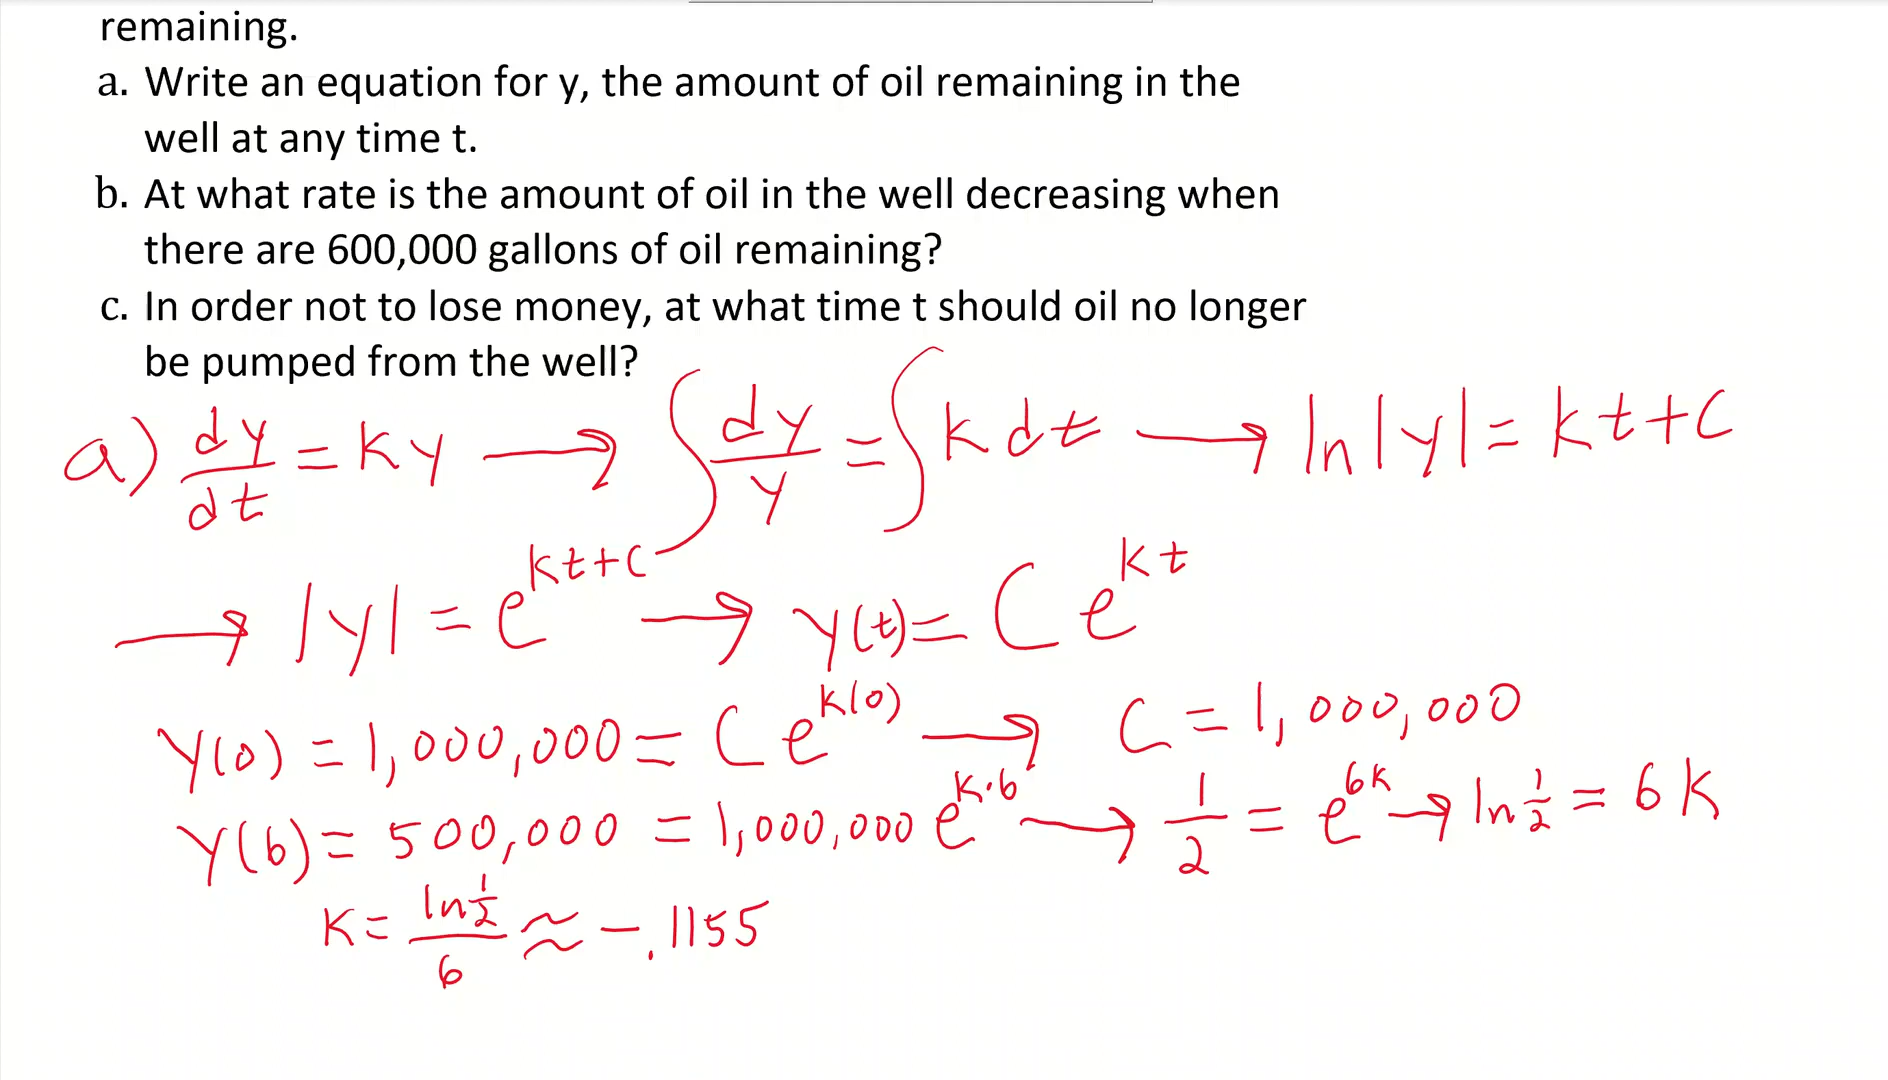 remaining.
a. Write an equation for y, the amount of oil remaining in the
well at any time t.
b. At what rate is the amount of oil in the well decreasing when
there are 600,000 gallons of oil remaining?
c. In order not to lose money, at what time t should oil no longer
be pumped from the well?
a) dy/dt = ky → ∫ dy/y = ∫ k dt → ln|y| = kt+C
→ |y| = e^(kt+C) → y(t) = C e^(kt)
y(0) = 1,000,000 = C e^(k(0)) → C = 1,000,000
y(6) = 500,000 = 1,000,000 e^(k·6) → 1/2 = e^(6k) → ln 1/2 = 6k
k = (ln 1/2)/6 ≈ -.1155